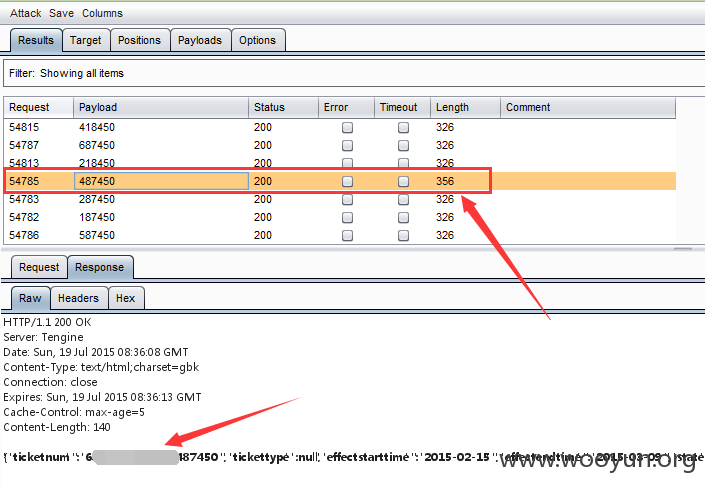 Attack Save Columns
Results Target Positions Payloads Options
Filter: Showing all items
Request Payload Status Error Timeout Length Comment
54815 418450 200 326
54787 687450 200 326
54813 218450 200 326
54785 487450 200 356
54783 287450 200 326
54782 187450 200 326
54786 587450 200 326
Request Response
Raw Headers Hex
HTTP/1.1 200 OK
Server: Tengine
Date: Sun, 19 Jul 2015 08:36:08 GMT
Content-Type: text/html;charset=gbk
Connection: close
Expires: Sun, 19 Jul 2015 08:36:13 GMT
Cache-Control: max-age=5
Content-Length: 140
{"ticketnum":"6 487450","tickettype":null,"effectstarttime":"2015-02-15","effectendtime":"2015-03-05","state
www.wooyun.org